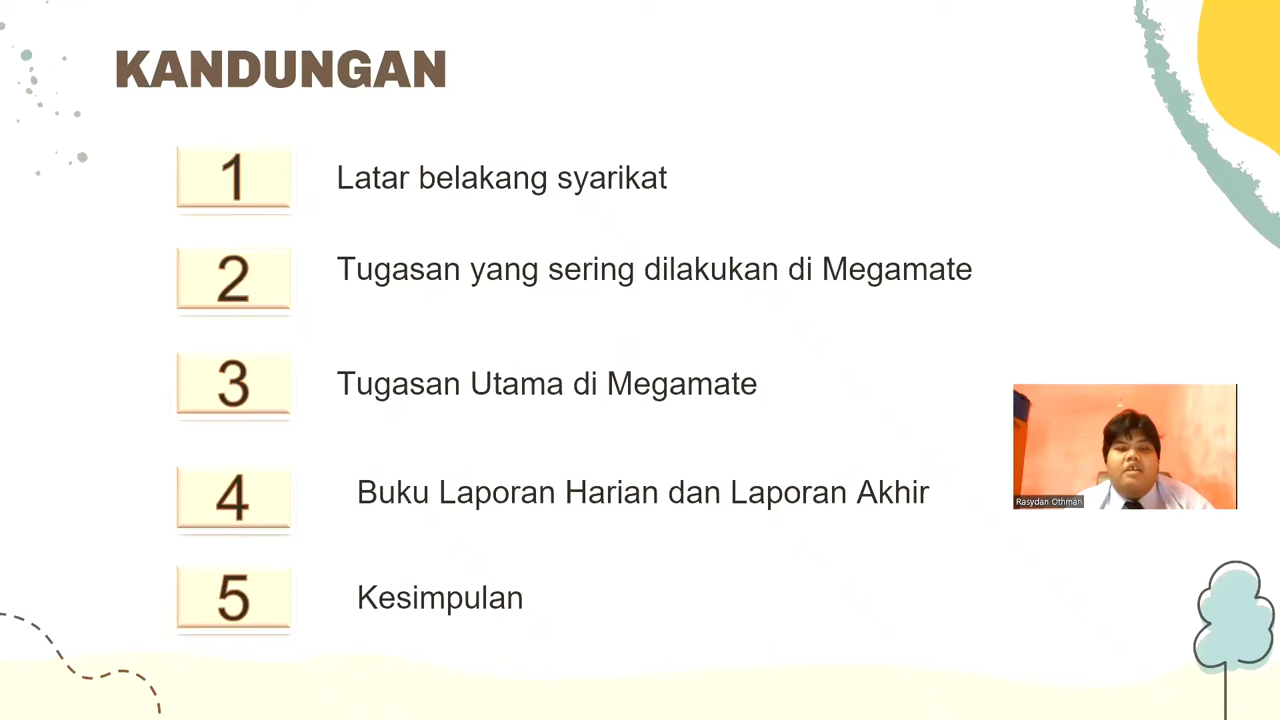 KANDUNGAN
1 Latar belakang syarikat
2 Tugasan yang sering dilakukan di Megamate
3 Tugasan Utama di Megamate
4 Buku Laporan Harian dan Laporan Akhir
Rasydan Othman
5 Kesimpulan